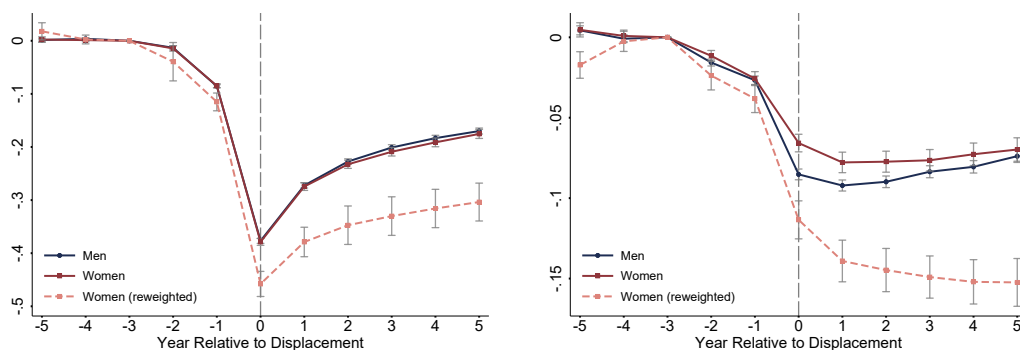 0
-.1
-.2
-.3
-.4
-.5
Men
Women
Women (reweighted)
-5 -4 -3 -2 -1 0 1 2 3 4 5
Year Relative to Displacement
0
-.05
-.1
-.15
Men
Women
Women (reweighted)
-5 -4 -3 -2 -1 0 1 2 3 4 5
Year Relative to Displacement